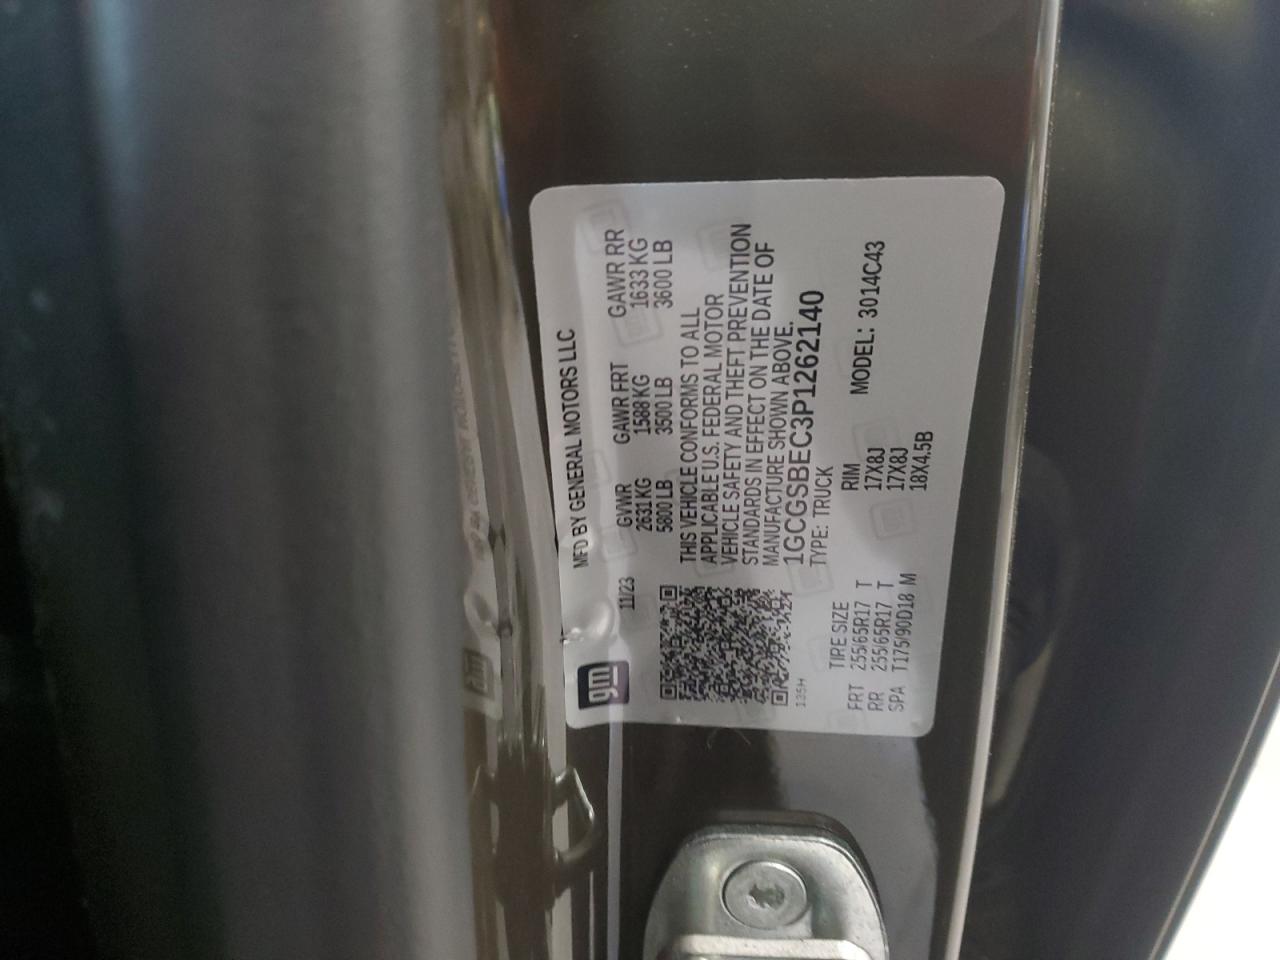 gm
MFD BY GENERAL MOTORS LLC
11/23
GVWR GAWR FRT GAWR RR
2631 KG 1588 KG 1633 KG
5800 LB 3500 LB 3600 LB
THIS VEHICLE CONFORMS TO ALL
APPLICABLE U.S. FEDERAL MOTOR
VEHICLE SAFETY AND THEFT PREVENTION
STANDARDS IN EFFECT ON THE DATE OF
MANUFACTURE SHOWN ABOVE.
1GCGSBEC3P1262140
135H
TYPE: TRUCK
TIRE SIZE RIM MODEL: 3014C43
FRT 255/65R17 T 17X8J
RR 255/65R17 T 17X8J
SPA T175/90D18 M 18X4.5B